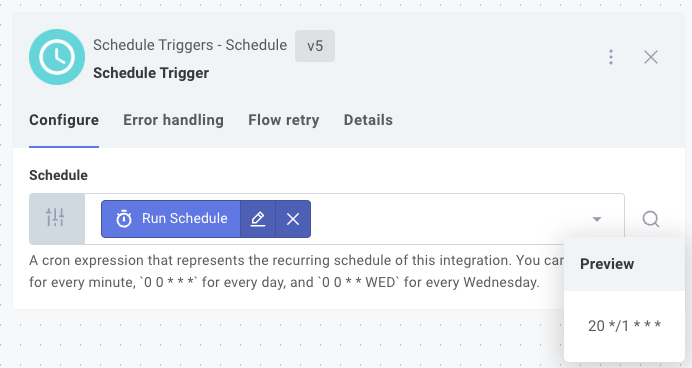 Schedule Triggers - Schedule v5
Schedule Trigger
Configure Error handling Flow retry Details
Schedule
Run Schedule
A cron expression that represents the recurring schedule of this integration. You can
for every minute, `0 0 * * *` for every day, and `0 0 * * WED` for every Wednesday.
Preview
20 */1 * * *